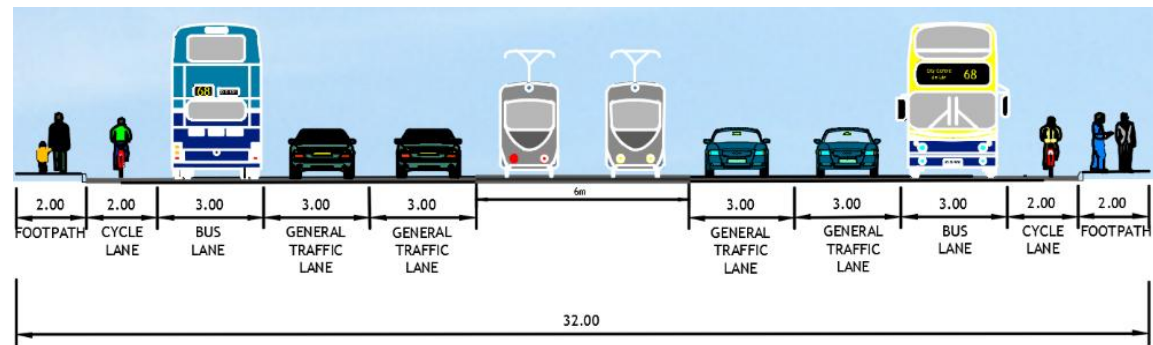 68
68
6m
2.00
2.00
3.00
3.00
3.00
3.00
3.00
3.00
2.00
2.00
FOOTPATH
CYCLE
LANE
BUS
LANE
GENERAL
TRAFFIC
LANE
GENERAL
TRAFFIC
LANE
GENERAL
TRAFFIC
LANE
GENERAL
TRAFFIC
LANE
BUS
LANE
CYCLE
LANE
FOOTPATH
32.00